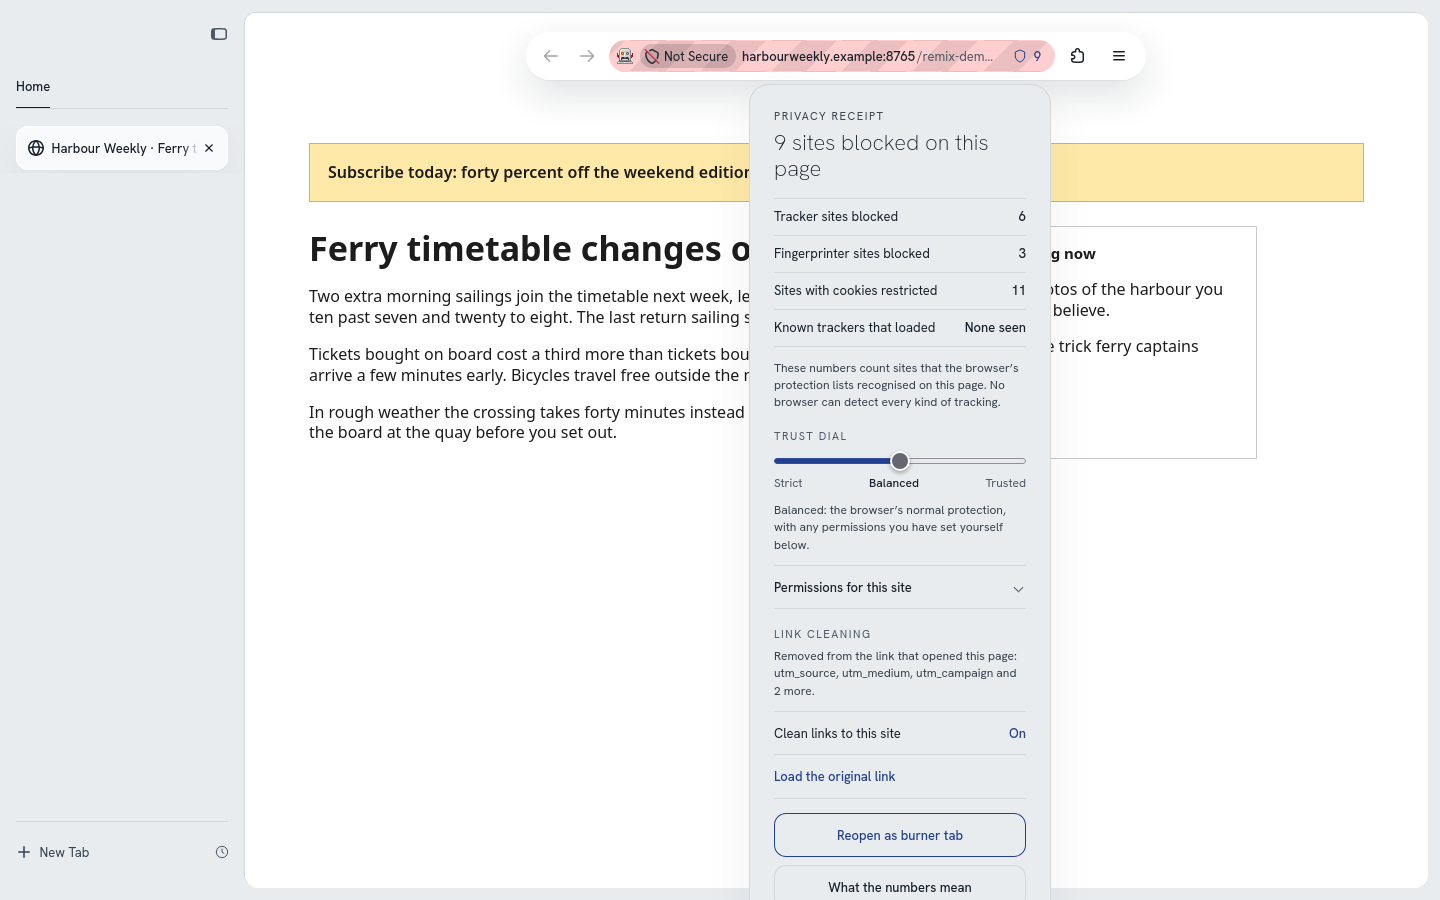 Not Secure harbourweekly.example:8765/remix-dem… 9
Home
Harbour Weekly · Ferry t
Subscribe today: forty percent off the weekend edition
Ferry timetable changes o
Two extra morning sailings join the timetable next week, le
ten past seven and twenty to eight. The last return sailing s
Tickets bought on board cost a third more than tickets bou
arrive a few minutes early. Bicycles travel free outside the
In rough weather the crossing takes forty minutes instead
the board at the quay before you set out.
g now
otos of the harbour you
believe.
trick ferry captains
PRIVACY RECEIPT
9 sites blocked on this
page
Tracker sites blocked 6
Fingerprinter sites blocked 3
Sites with cookies restricted 11
Known trackers that loaded None seen
These numbers count sites that the browser’s
protection lists recognised on this page. No
browser can detect every kind of tracking.
TRUST DIAL
Strict Balanced Trusted
Balanced: the browser’s normal protection,
with any permissions you have set yourself
below.
Permissions for this site
LINK CLEANING
Removed from the link that opened this page:
utm_source, utm_medium, utm_campaign and
2 more.
Clean links to this site On
Load the original link
Reopen as burner tab
What the numbers mean
New Tab